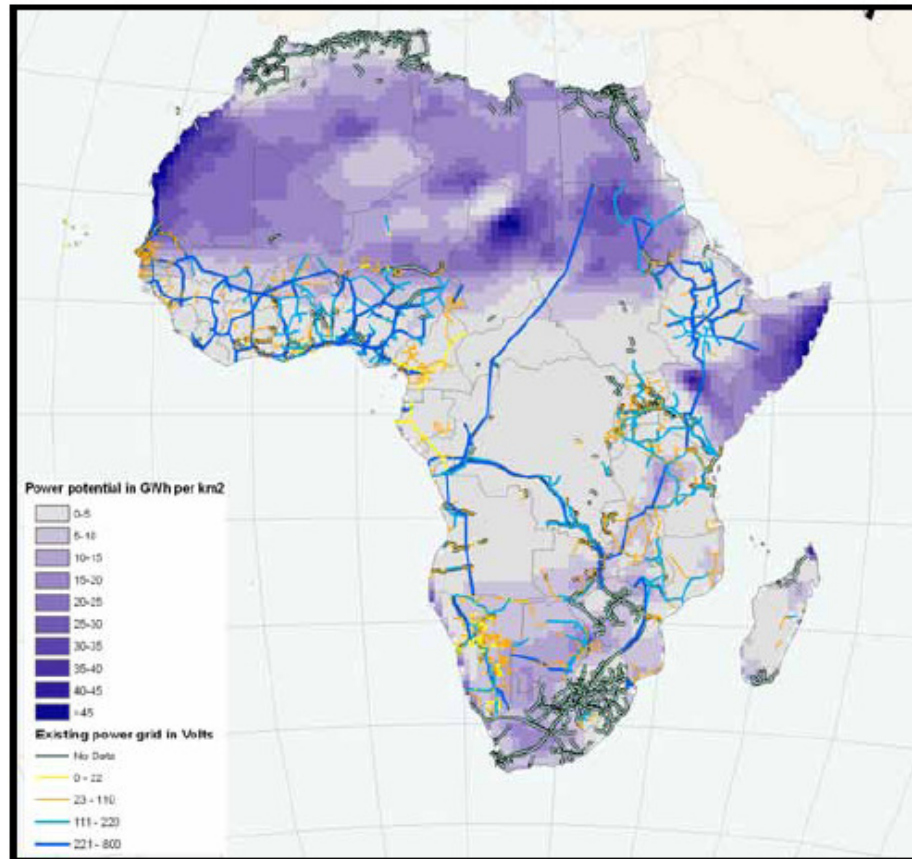 Power potential in GWh per km2
0-5
5-10
10-15
15-20
20-25
25-30
30-35
35-40
40-45
>45
Existing power grid in Volts
No Data
0 - 22
23 - 110
111 - 220
221 - 800